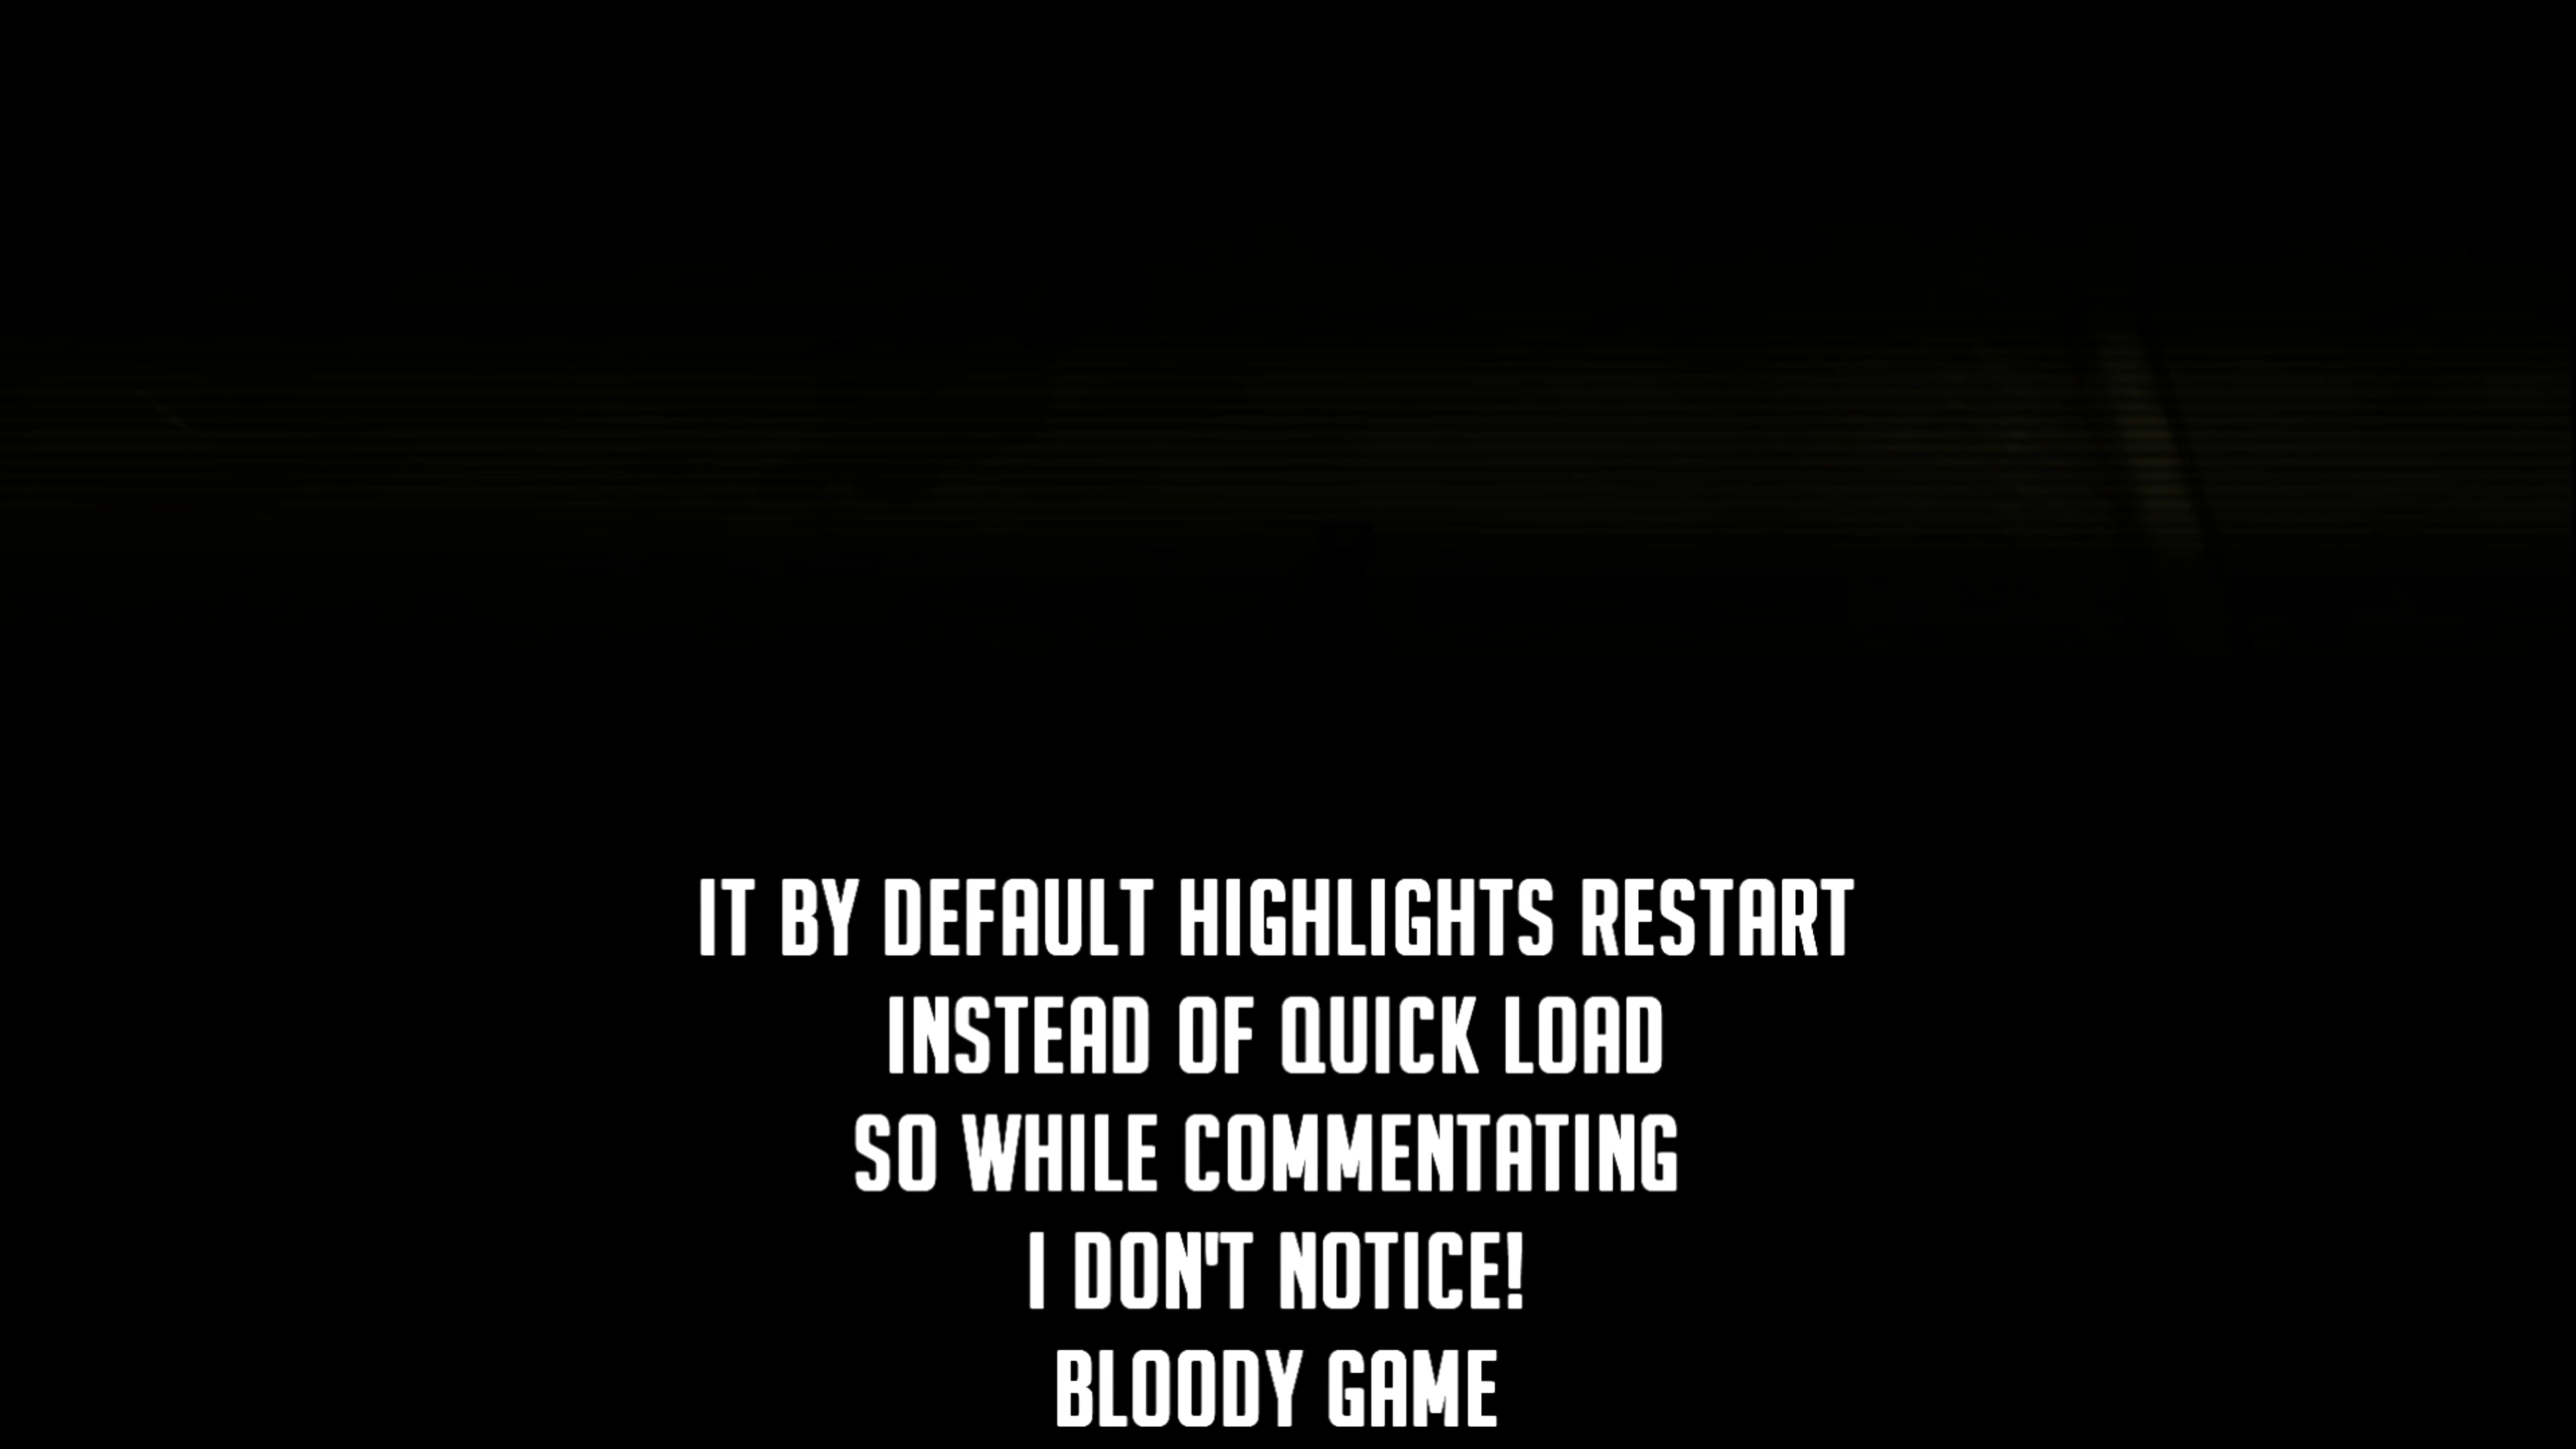 IT BY DEFAULT HIGHLIGHTS RESTART
INSTEAD OF QUICK LOAD
SO WHILE COMMENTATING
I DON'T NOTICE!
BLOODY GAME